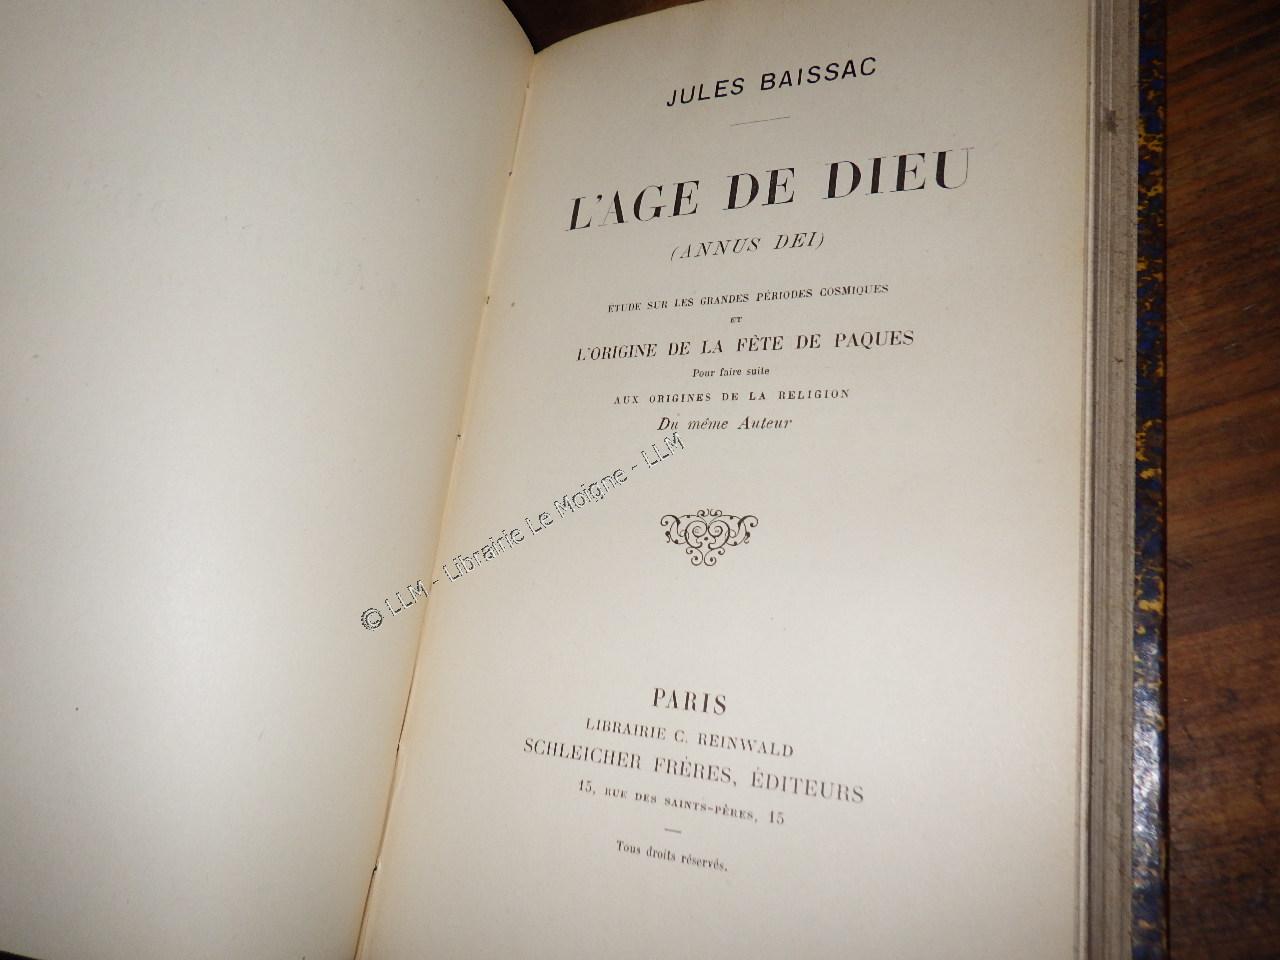 JULES BAISSAC
L'AGE DE DIEU
(ANNUS DEI)
ÉTUDE SUR LES GRANDES PÉRIODES COSMIQUES
ET
L'ORIGINE DE LA FÊTE DE PAQUES
Pour faire suite
AUX ORIGINES DE LA RELIGION
Du même Auteur
© LLM - Librairie Le Moigne - LLM
PARIS
LIBRAIRIE C. REINWALD
SCHLEICHER FRÈRES, ÉDITEURS
15, RUE DES SAINTS-PÈRES, 15
Tous droits réservés.